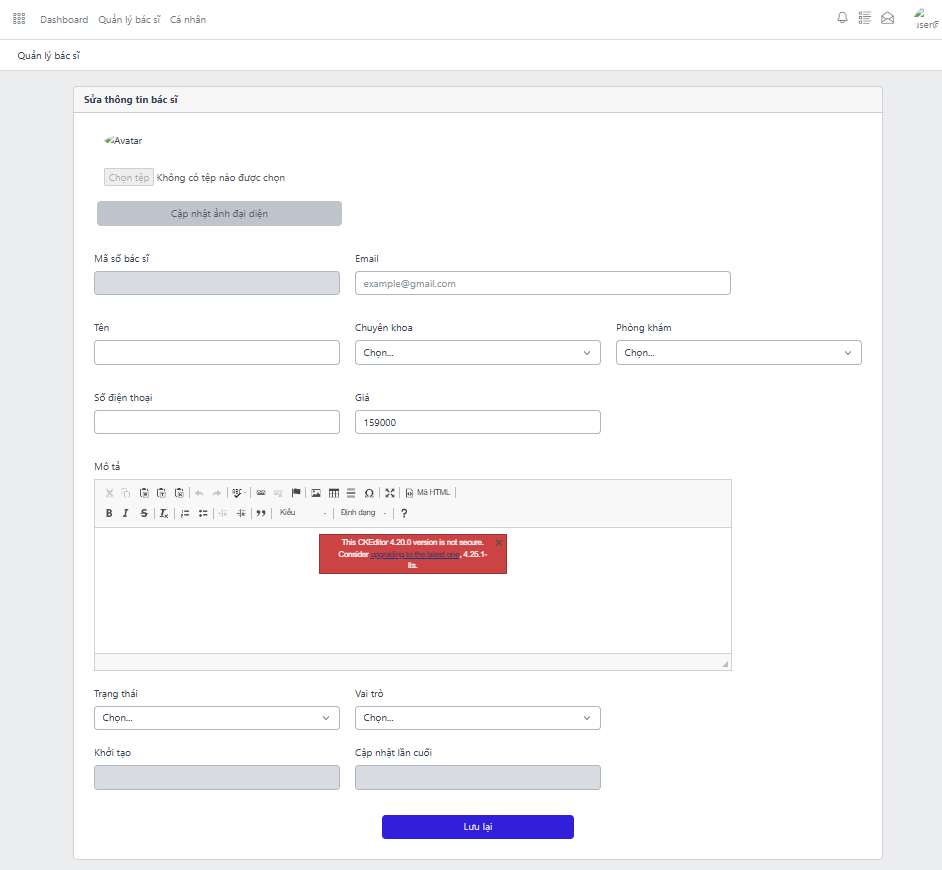 Dashboard Quản lý bác sĩ Cá nhân
user@
Quản lý bác sĩ
Sửa thông tin bác sĩ
Avatar
Chọn tệp Không có tệp nào được chọn
Cập nhật ảnh đại diện
Mã số bác sĩ Email
example@gmail.com
Tên Chuyên khoa Phòng khám
Chọn... Chọn...
Số điện thoại Giá
159000
Mô tả
Mã HTML
Kiểu Định dạng ?
This CKEditor 4.20.0 version is not secure.
Consider upgrading to the latest one, 4.25.1-
lts.
Trạng thái Vai trò
Chọn... Chọn...
Khởi tạo Cập nhật lần cuối
Lưu lại